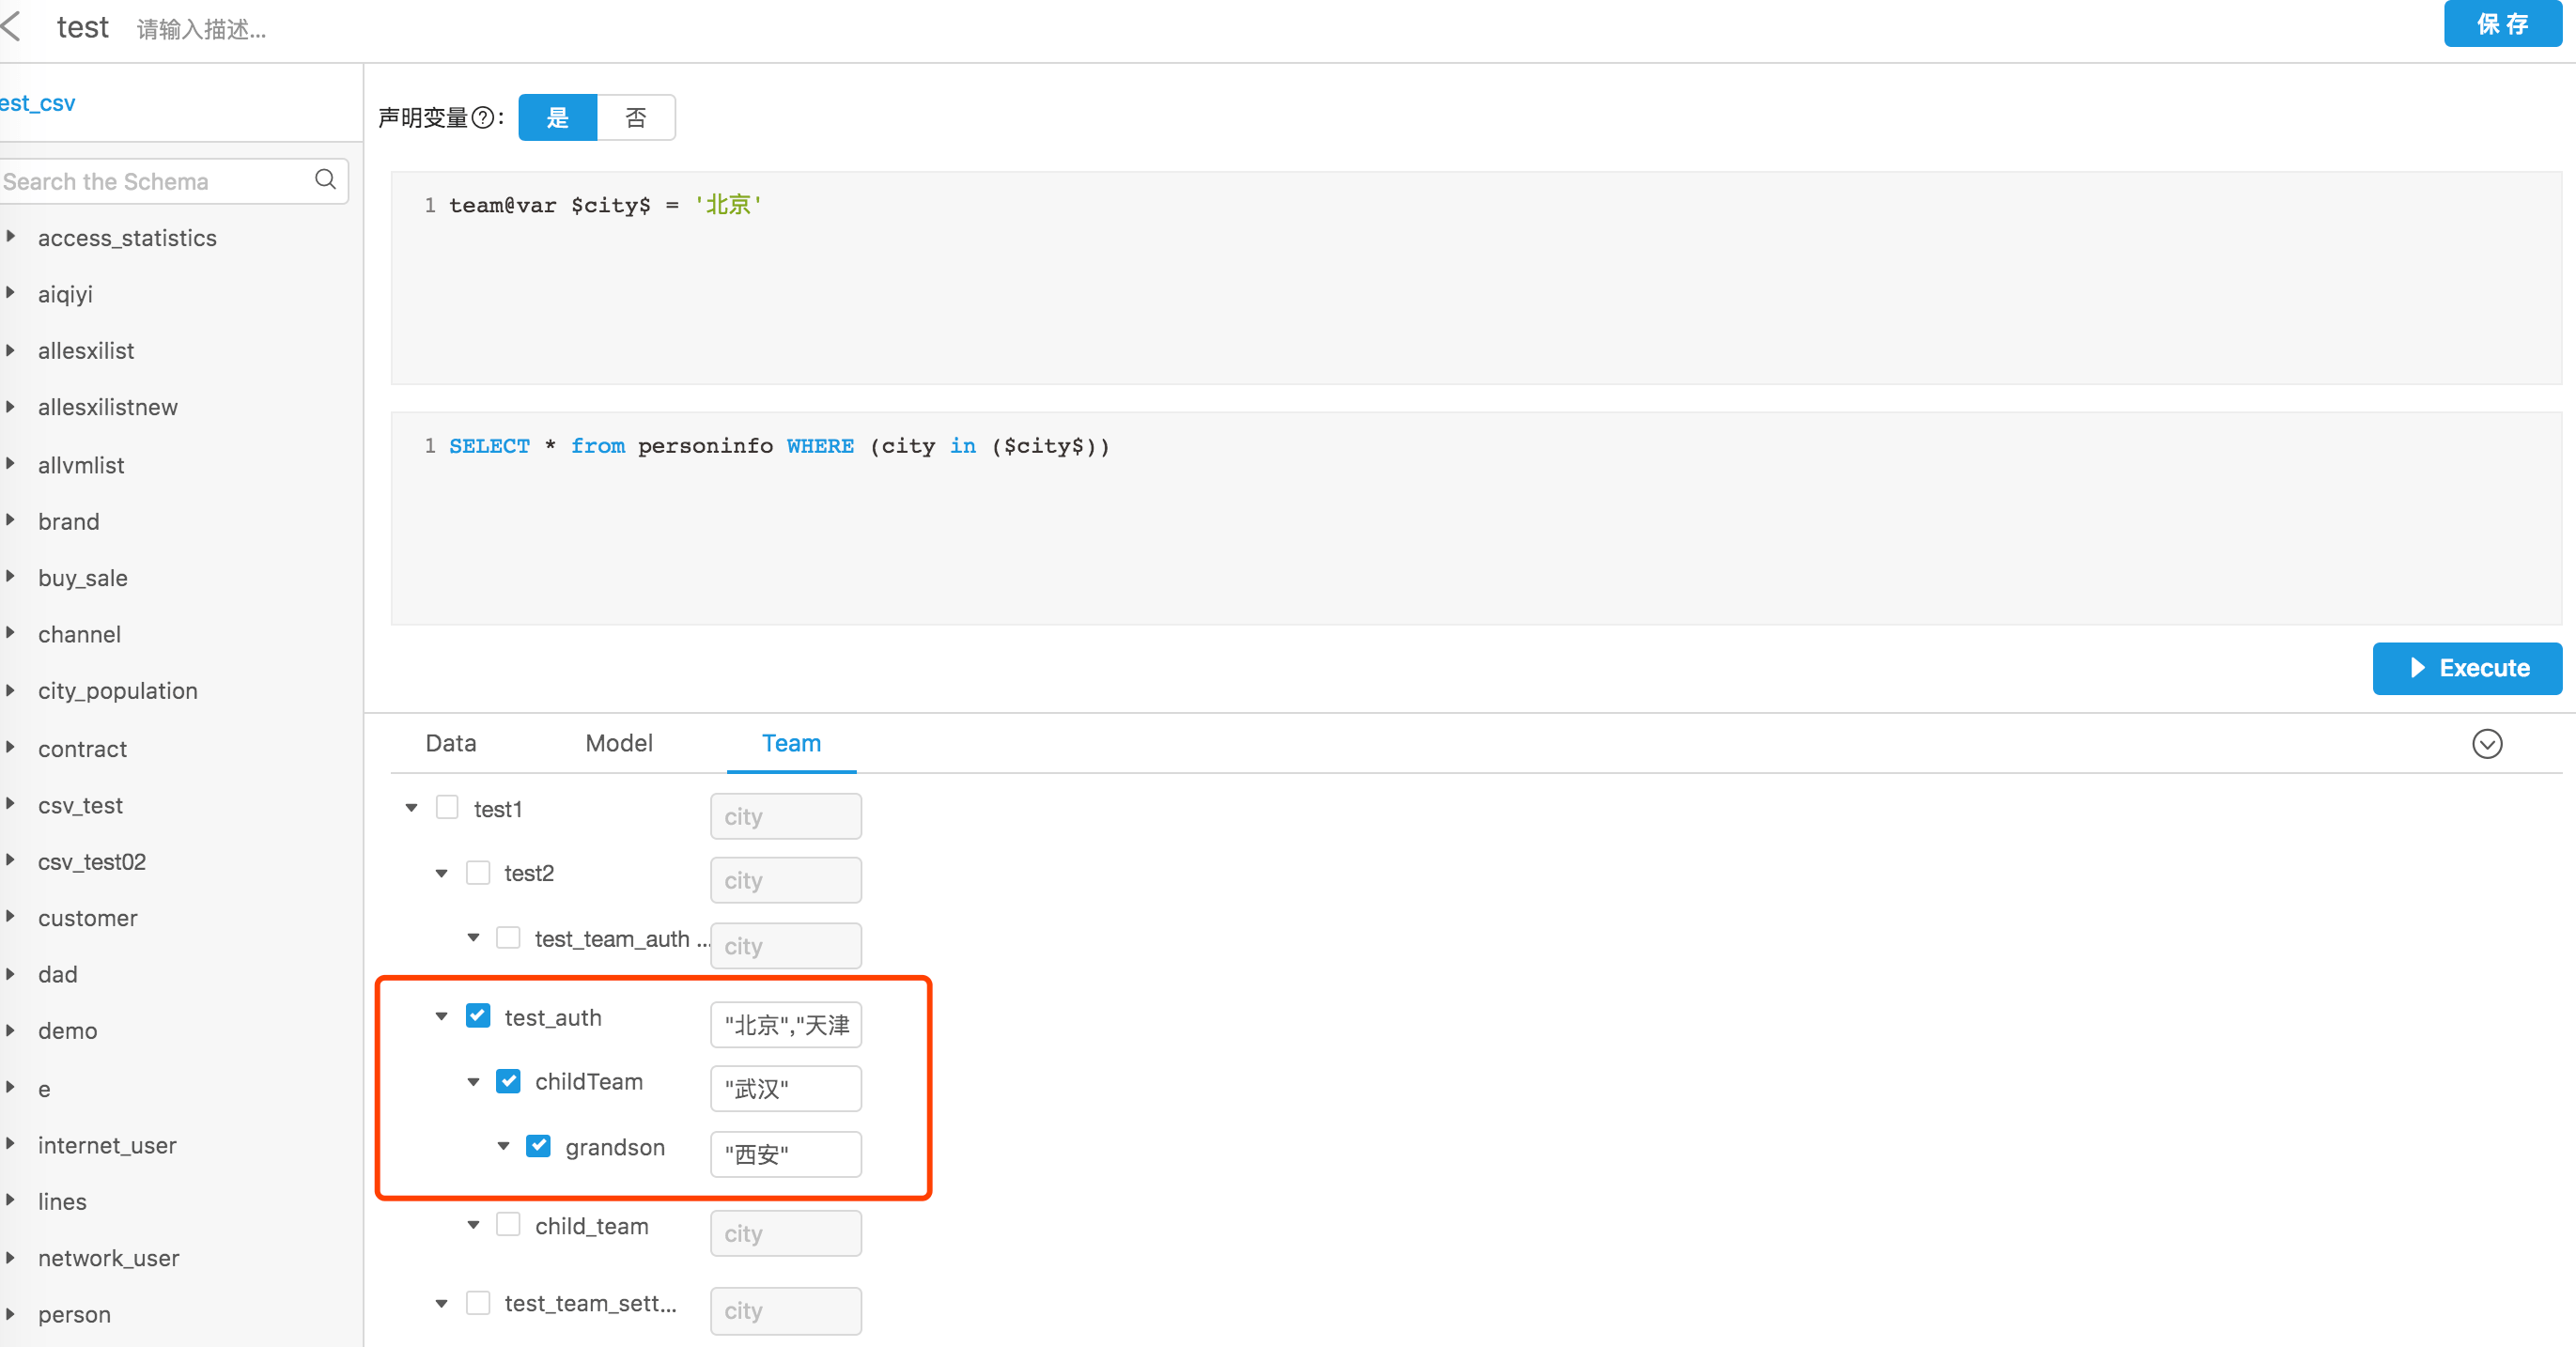 test 请输入描述...
保 存
est_csv
Search the Schema
access_statistics
aiqiyi
allesxilist
allesxilistnew
allvmlist
brand
buy_sale
channel
city_population
contract
csv_test
csv_test02
customer
dad
demo
e
internet_user
lines
network_user
person
声明变量?: 是 否
1 team@var $city$ = '北京'
1 SELECT * from personinfo WHERE (city in ($city$))
Execute
Data Model Team
test1 city
test2 city
test_team_auth ... city
test_auth "北京","天津
childTeam "武汉"
grandson "西安"
child_team city
test_team_sett... city